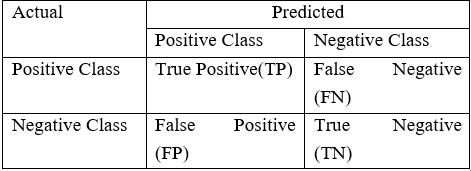 Actual Predicted
Positive Class Negative Class
Positive Class True Positive(TP) False Negative
(FN)
Negative Class False Positive True Negative
(FP) (TN)